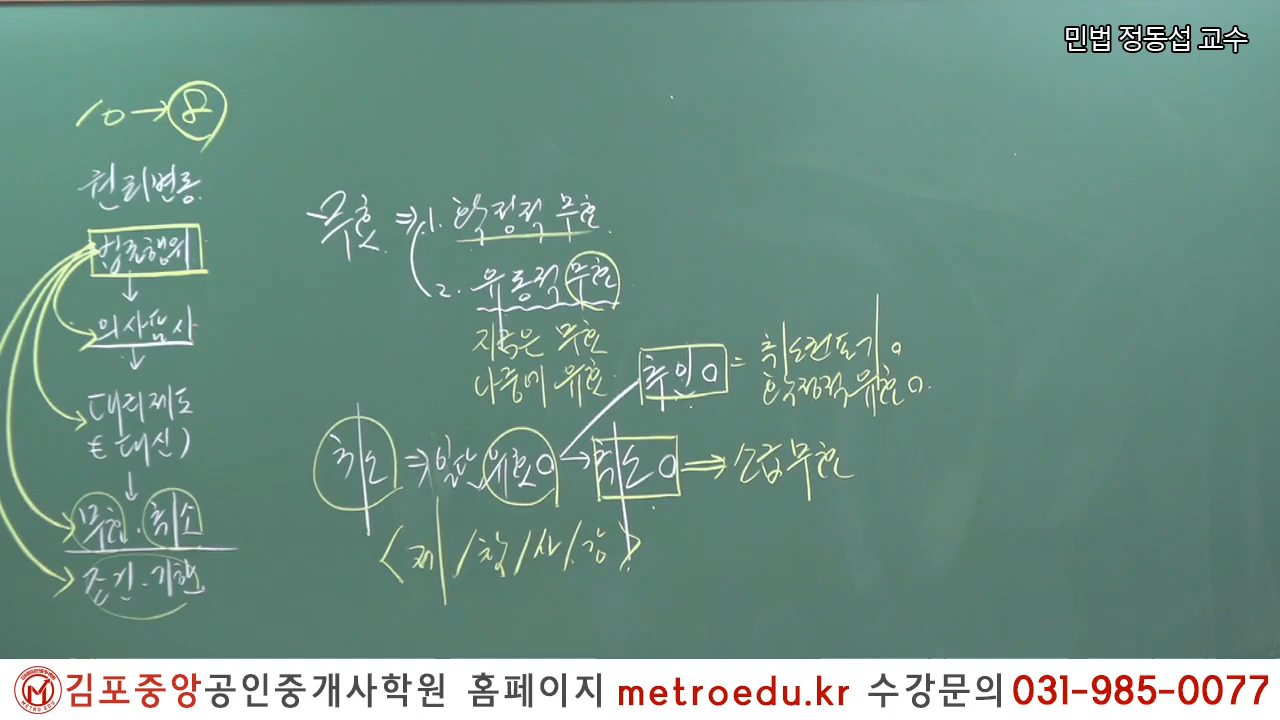 민법 정동섭 교수
10 → 8
권리변동
법률행위
↓
의사표시
↓
대리제도
(대신)
↓
무효 · 취소
조건 · 기한
무효 ⇒ 1. 확정적 무효
2. 유동적 무효
지금은 무효
나중에 유효
추인 O = 취소권포기 O
확정적 유효 O
취소 ⇒ 일단 유효 O → 취소 O ⇒ 소급무효
< 제 / 착 / 사 / 강 >
김포중앙공인중개사학원 홈페이지 metroedu.kr 수강문의 031-985-0077
METRO EDU